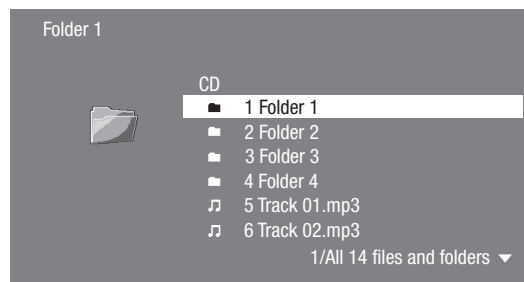 Folder 1
CD
1 Folder 1
2 Folder 2
3 Folder 3
4 Folder 4
5 Track 01.mp3
6 Track 02.mp3
1/All 14 files and folders ▼